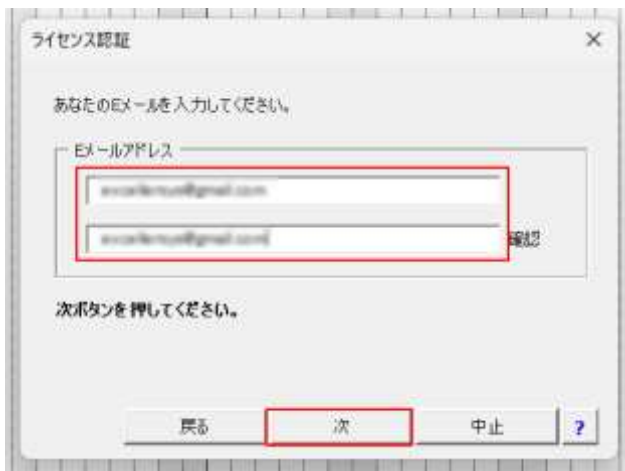 ライセンス認証
あなたのEメールを入力してください。
Eメールアドレス
確認
次ボタンを押してください。
戻る
次
中止
?